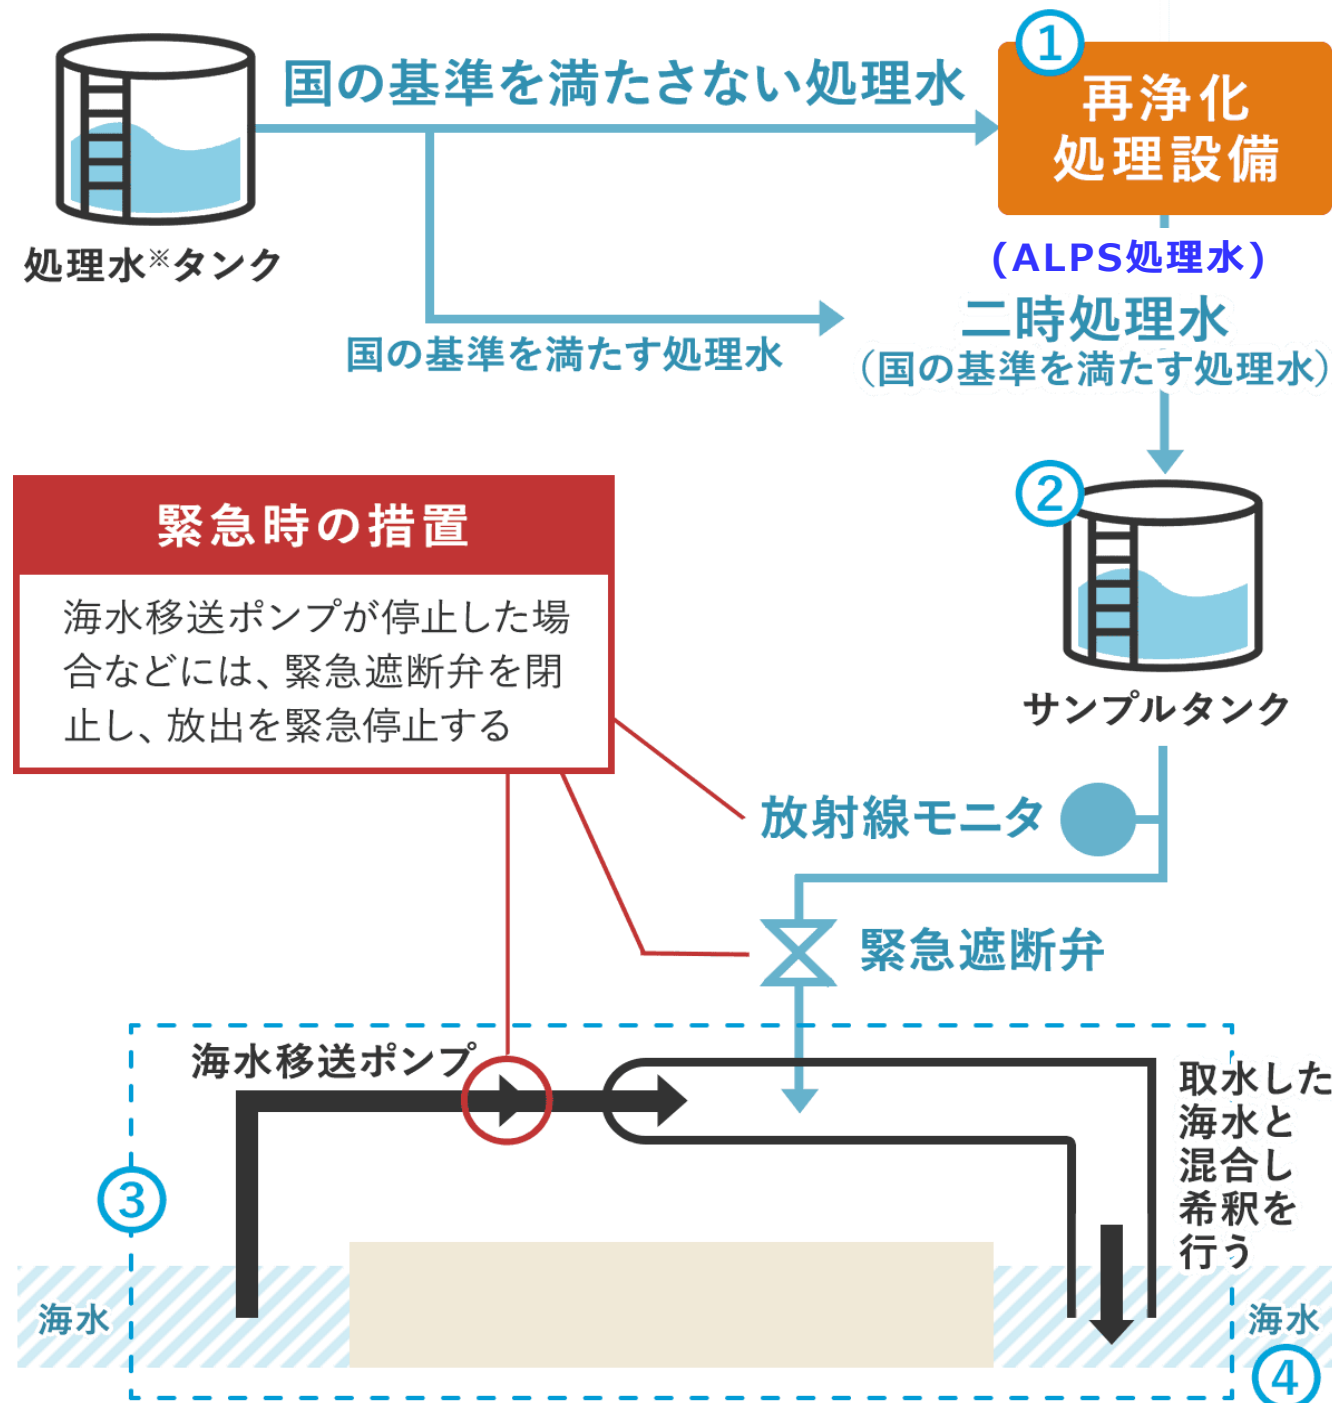 ①
国の基準を満たさない処理水
再浄化
処理設備
処理水※タンク
(ALPS処理水)
二時処理水
(国の基準を満たす処理水)
国の基準を満たす処理水
②
緊急時の措置
海水移送ポンプが停止した場
合などには、緊急遮断弁を閉
止し、放出を緊急停止する
サンプルタンク
放射線モニタ
緊急遮断弁
海水移送ポンプ
取水した
海水と
混合し
希釈を
行う
③
海水
海水
④